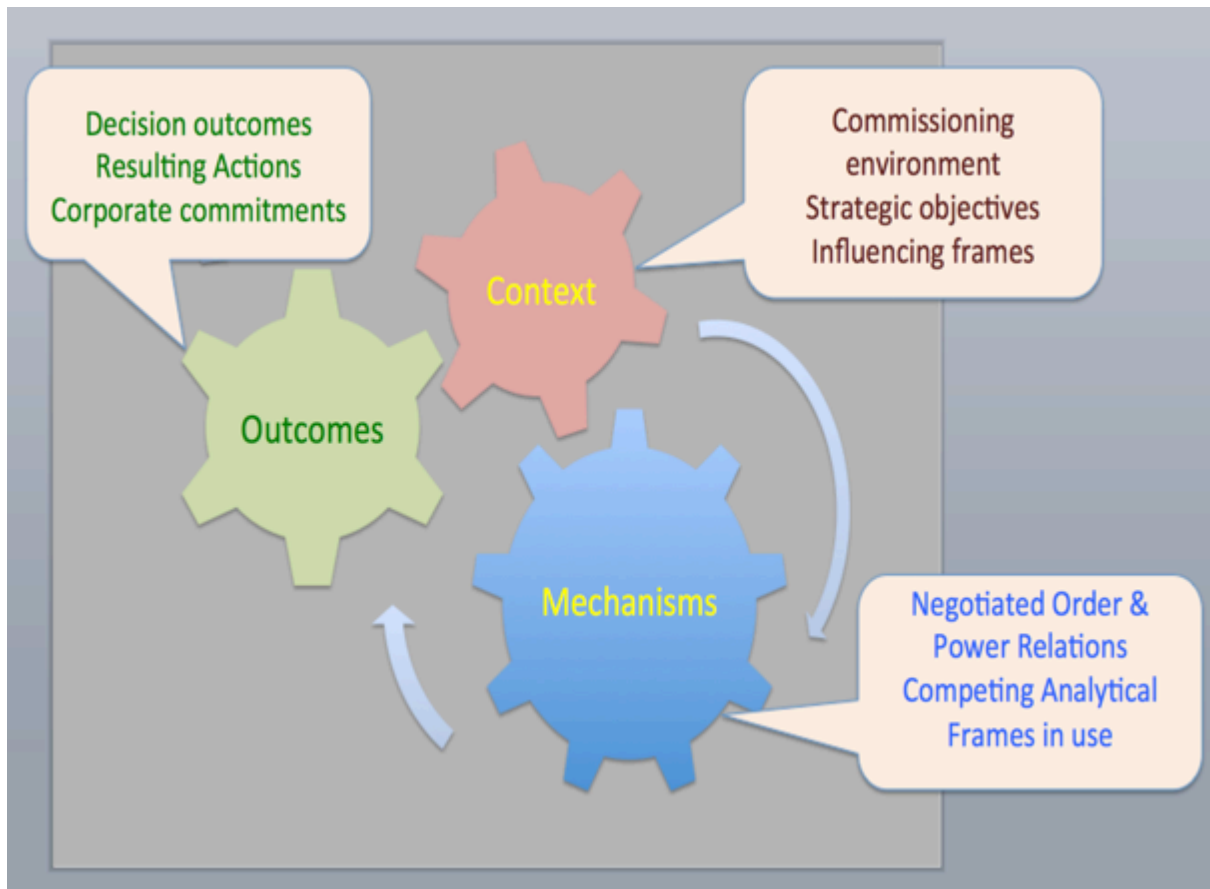 Decision outcomes
Resulting Actions
Corporate commitments
Commissioning
environment
Strategic objectives
Influencing frames
Context
Outcomes
Mechanisms
Negotiated Order &
Power Relations
Competing Analytical
Frames in use